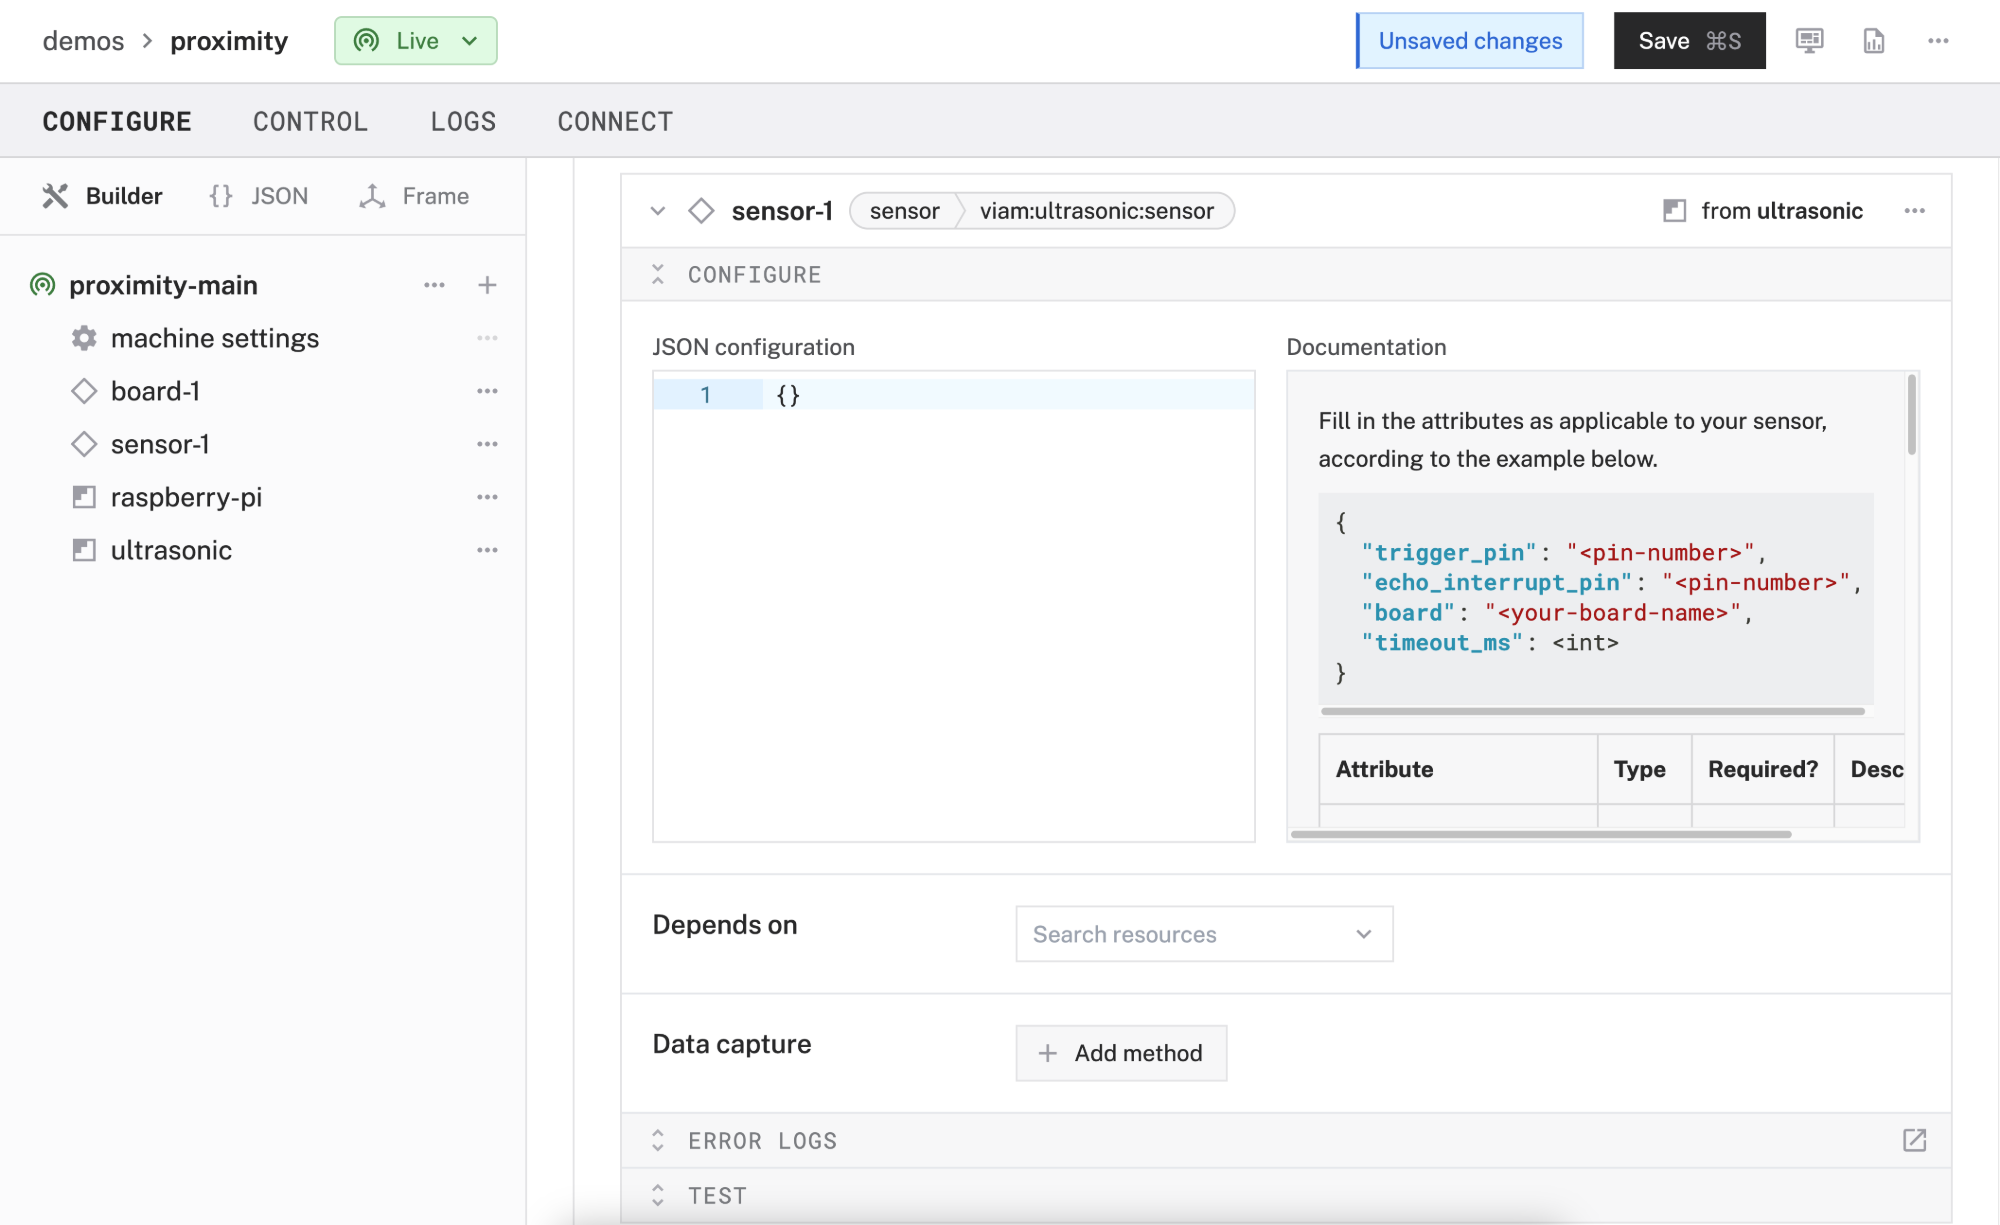 demos > proximity Live Unsaved changes Save ⌘S
CONFIGURE CONTROL LOGS CONNECT
Builder {} JSON Frame
proximity-main
machine settings
board-1
sensor-1
raspberry-pi
ultrasonic
sensor-1 sensor viam:ultrasonic:sensor from ultrasonic
CONFIGURE
JSON configuration
1 {}
Documentation
Fill in the attributes as applicable to your sensor,
according to the example below.
{
"trigger_pin": "<pin-number>",
"echo_interrupt_pin": "<pin-number>",
"board": "<your-board-name>",
"timeout_ms": <int>
}
Attribute Type Required? Desc
Depends on Search resources
Data capture + Add method
ERROR LOGS
TEST